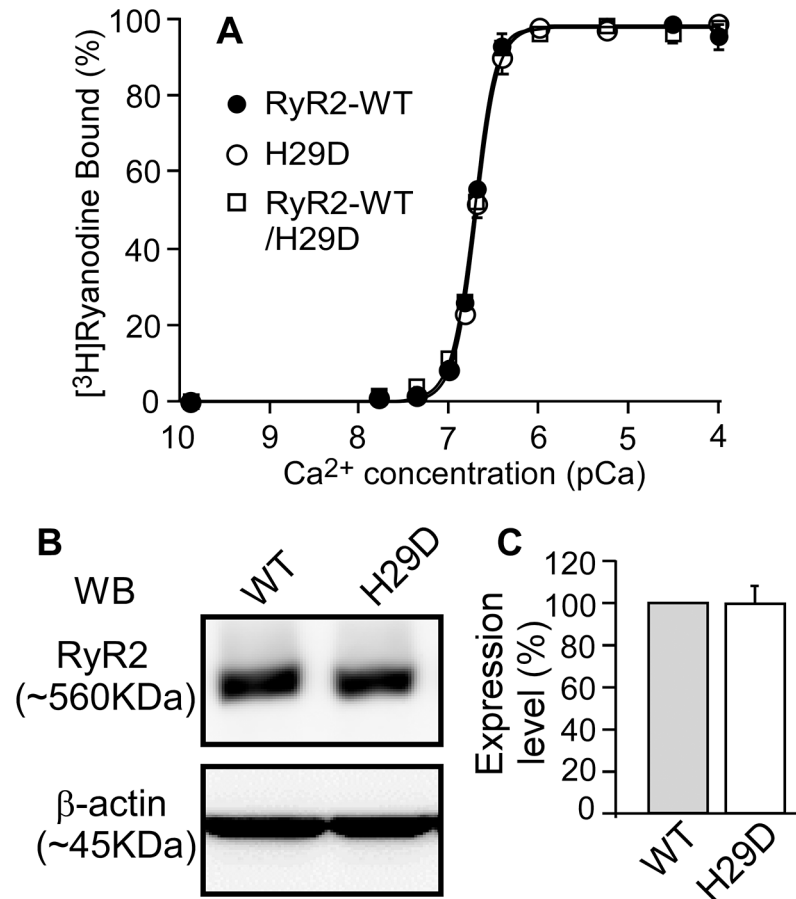 A
[³H]Ryanodine Bound (%)
100
80
60
40
20
0
RyR2-WT
H29D
RyR2-WT
/H29D
10 9 8 7 6 5 4
Ca²⁺ concentration (pCa)
B
WB
WT
H29D
RyR2
(~560KDa)
β-actin
(~45KDa)
C
Expression
level (%)
120
100
80
60
40
20
0
WT
H29D